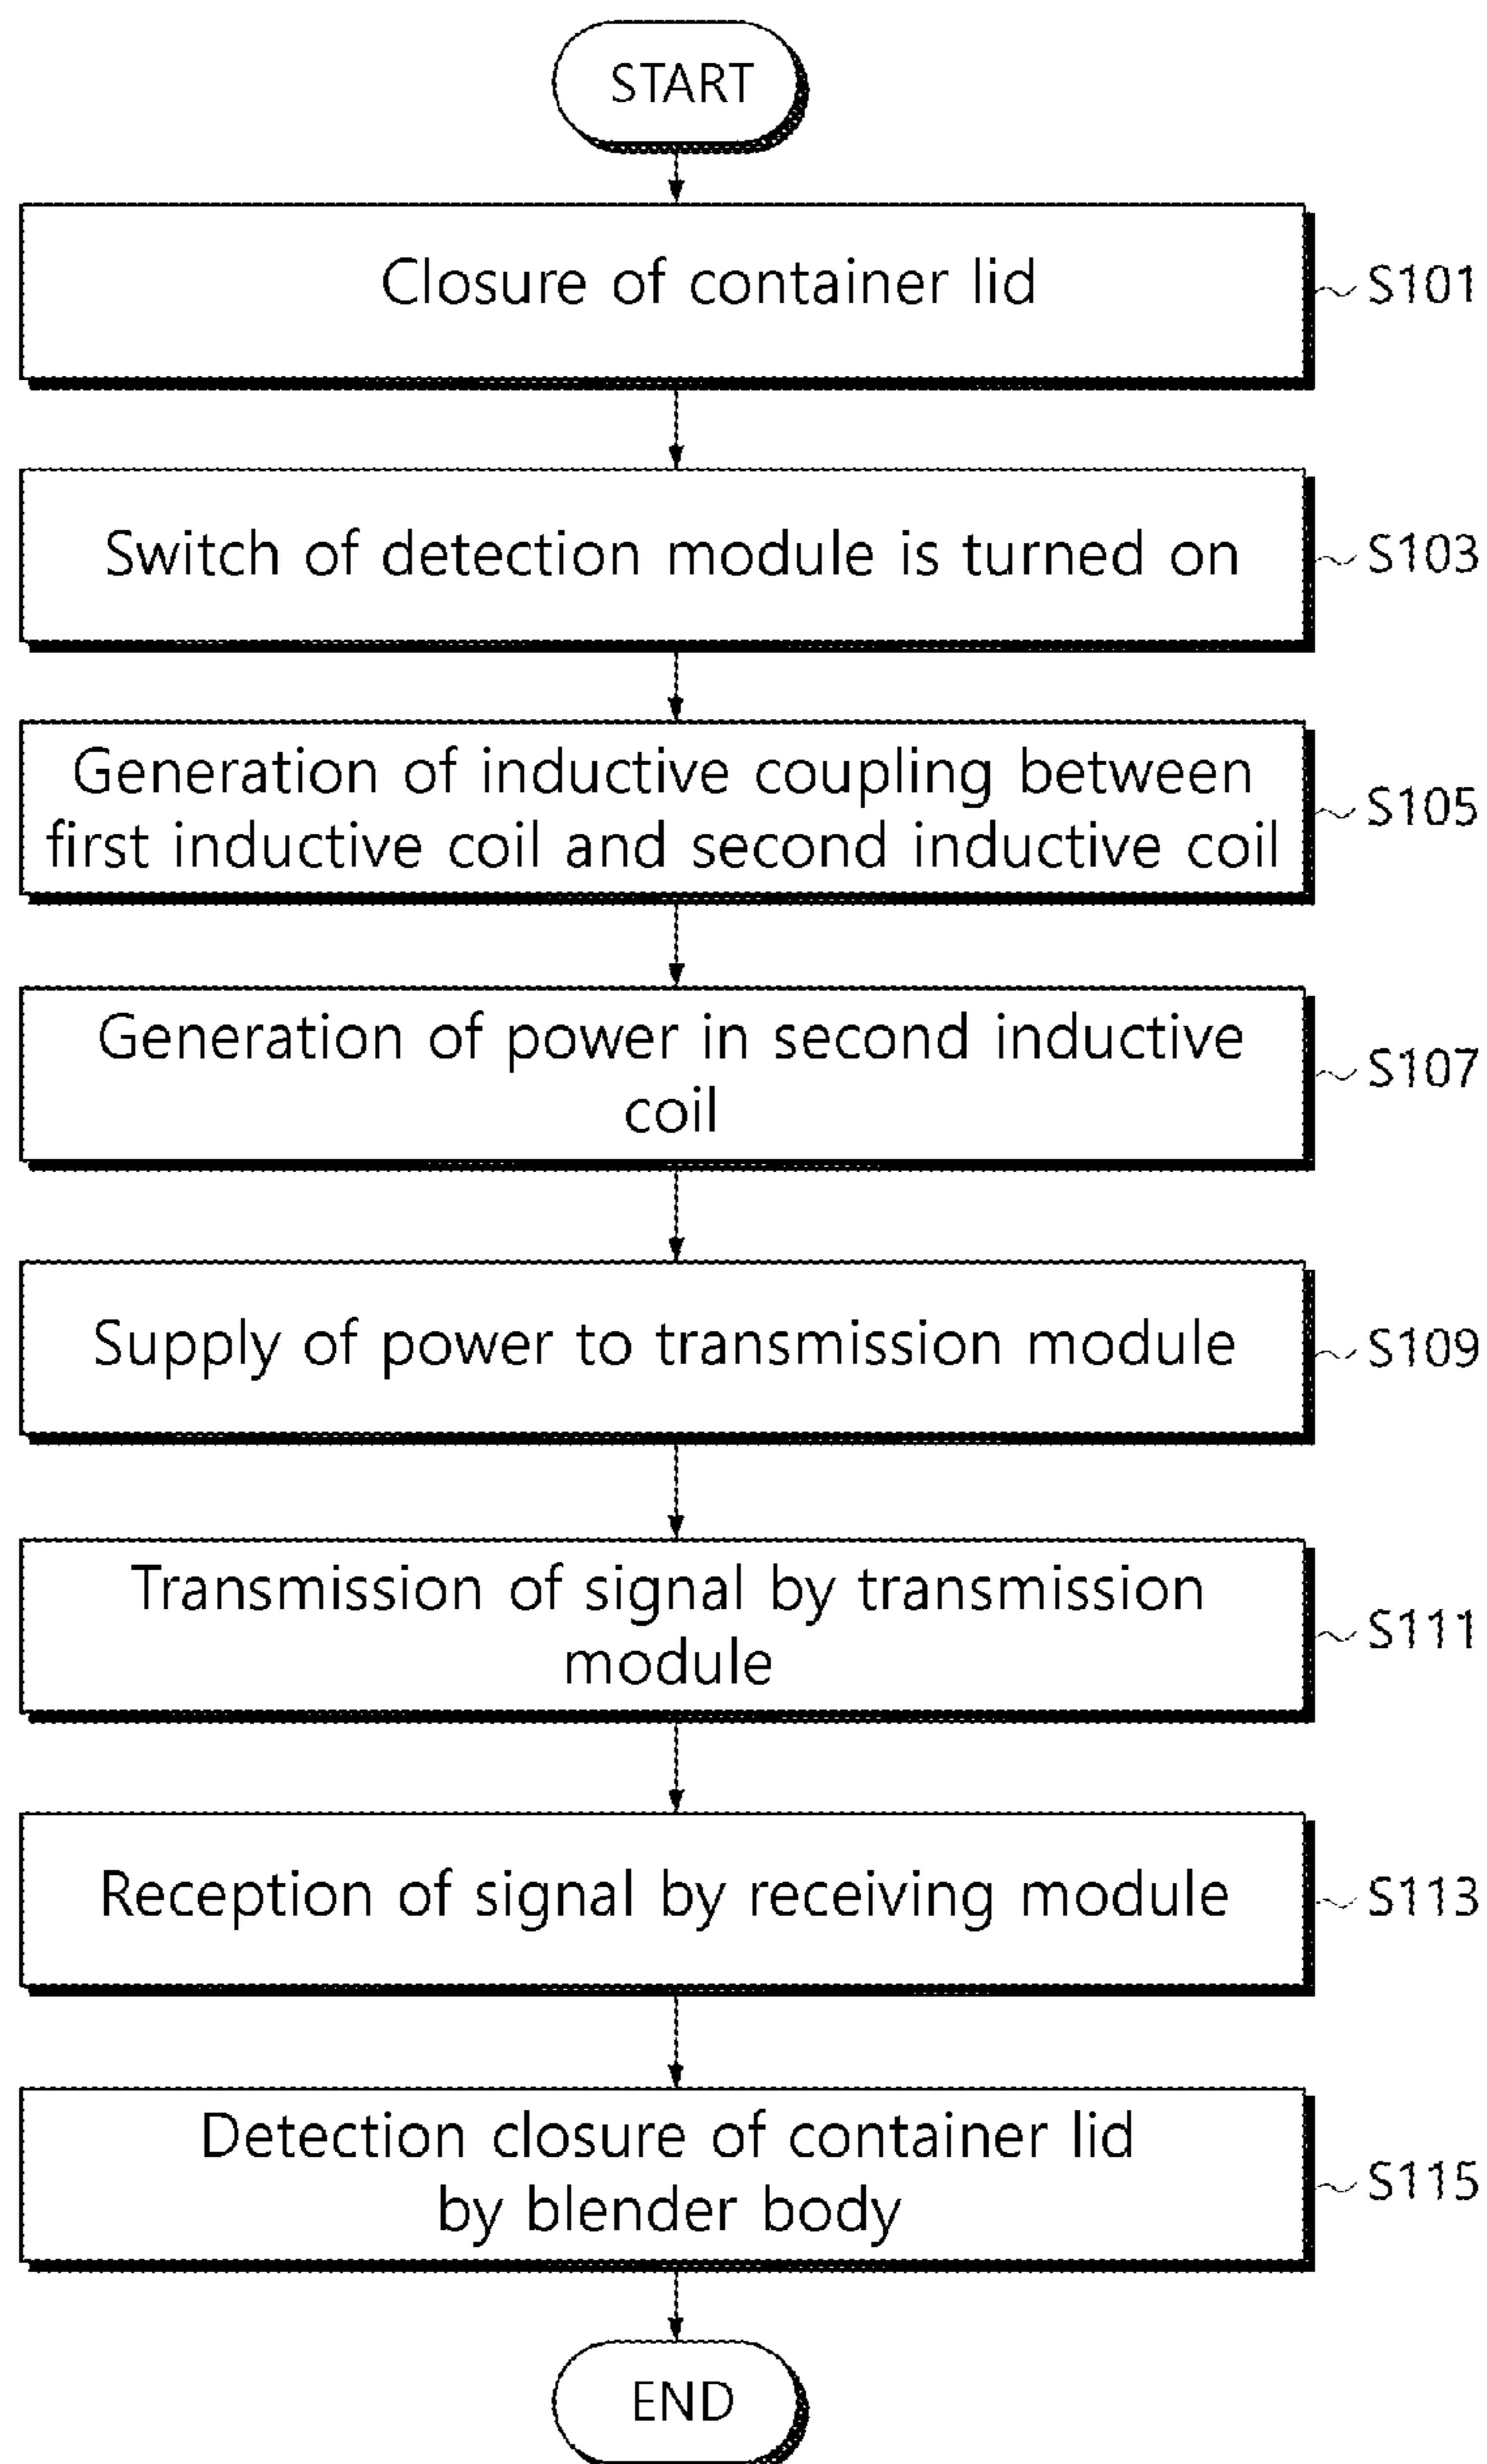 START
Closure of container lid
S101
Switch of detection module is turned on
S103
Generation of inductive coupling between
first inductive coil and second inductive coil
S105
Generation of power in second inductive
coil
S107
Supply of power to transmission module
S109
Transmission of signal by transmission
module
S111
Reception of signal by receiving module
S113
Detection closure of container lid
by blender body
S115
END